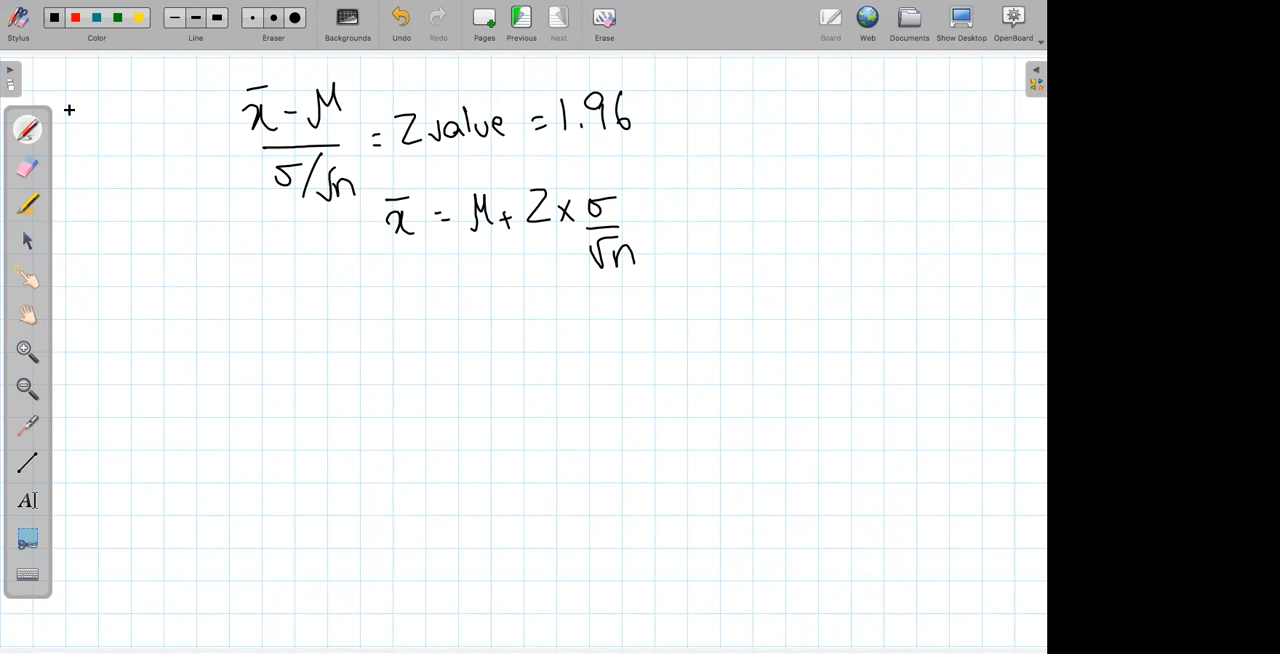 Stylus Color Line Eraser Backgrounds Undo Redo Pages Previous Next Erase Board Web Documents Show Desktop OpenBoard
x̄ - μ
───── = Z value = 1.96
σ/√n
x̄ = μ + Z × σ/√n
AI